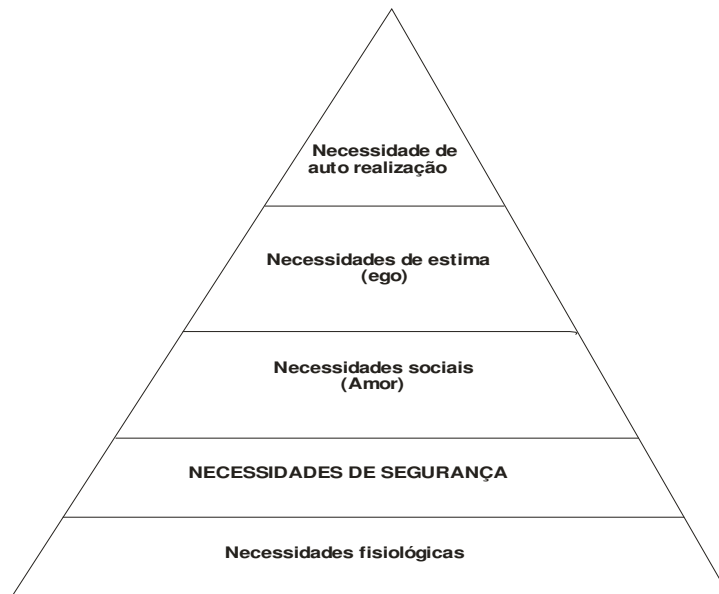 Necessidade de
auto realização
Necessidades de estima
(ego)
Necessidades sociais
(Amor)
NECESSIDADES DE SEGURANÇA
Necessidades fisiológicas